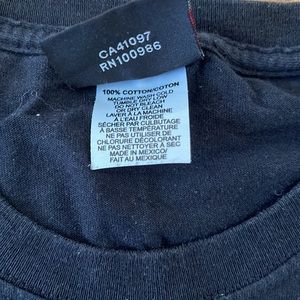 CA41097
RN100986
100% COTTON/COTON
MACHINE WASH COLD
TUMBLE DRY LOW
DO NOT BLEACH
OR DRY CLEAN
LAVER À LA MACHINE
À L'EAU FROIDE
SÉCHER PAR CULBUTAGE
À BASSE TEMPÉRATURE
NE PAS UTILISER DE
CHLORURE DÉCOLORANT
NE PAS NETTOYER À SEC
MADE IN MEXICO/
FAIT AU MEXIQUE